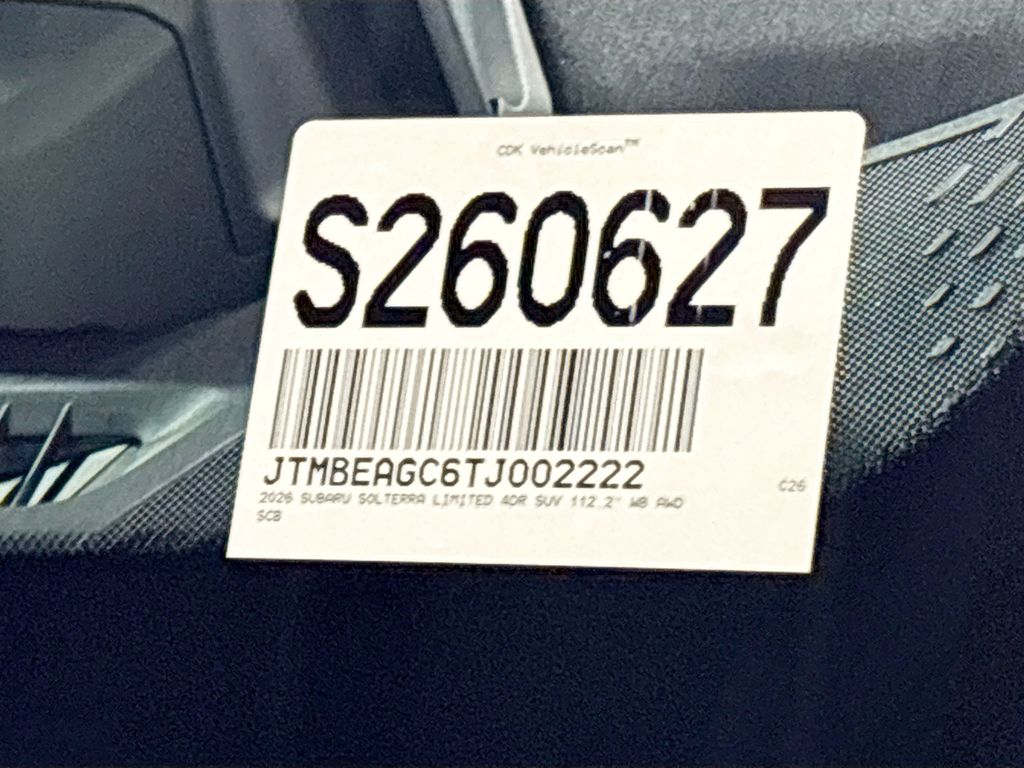 CDK VehicleScan™
S260627
JTMBEAGC6TJ002222
C26
2026 SUBARU SOLTERRA LIMITED 4DR SUV 112.2" WB AWD
SCB